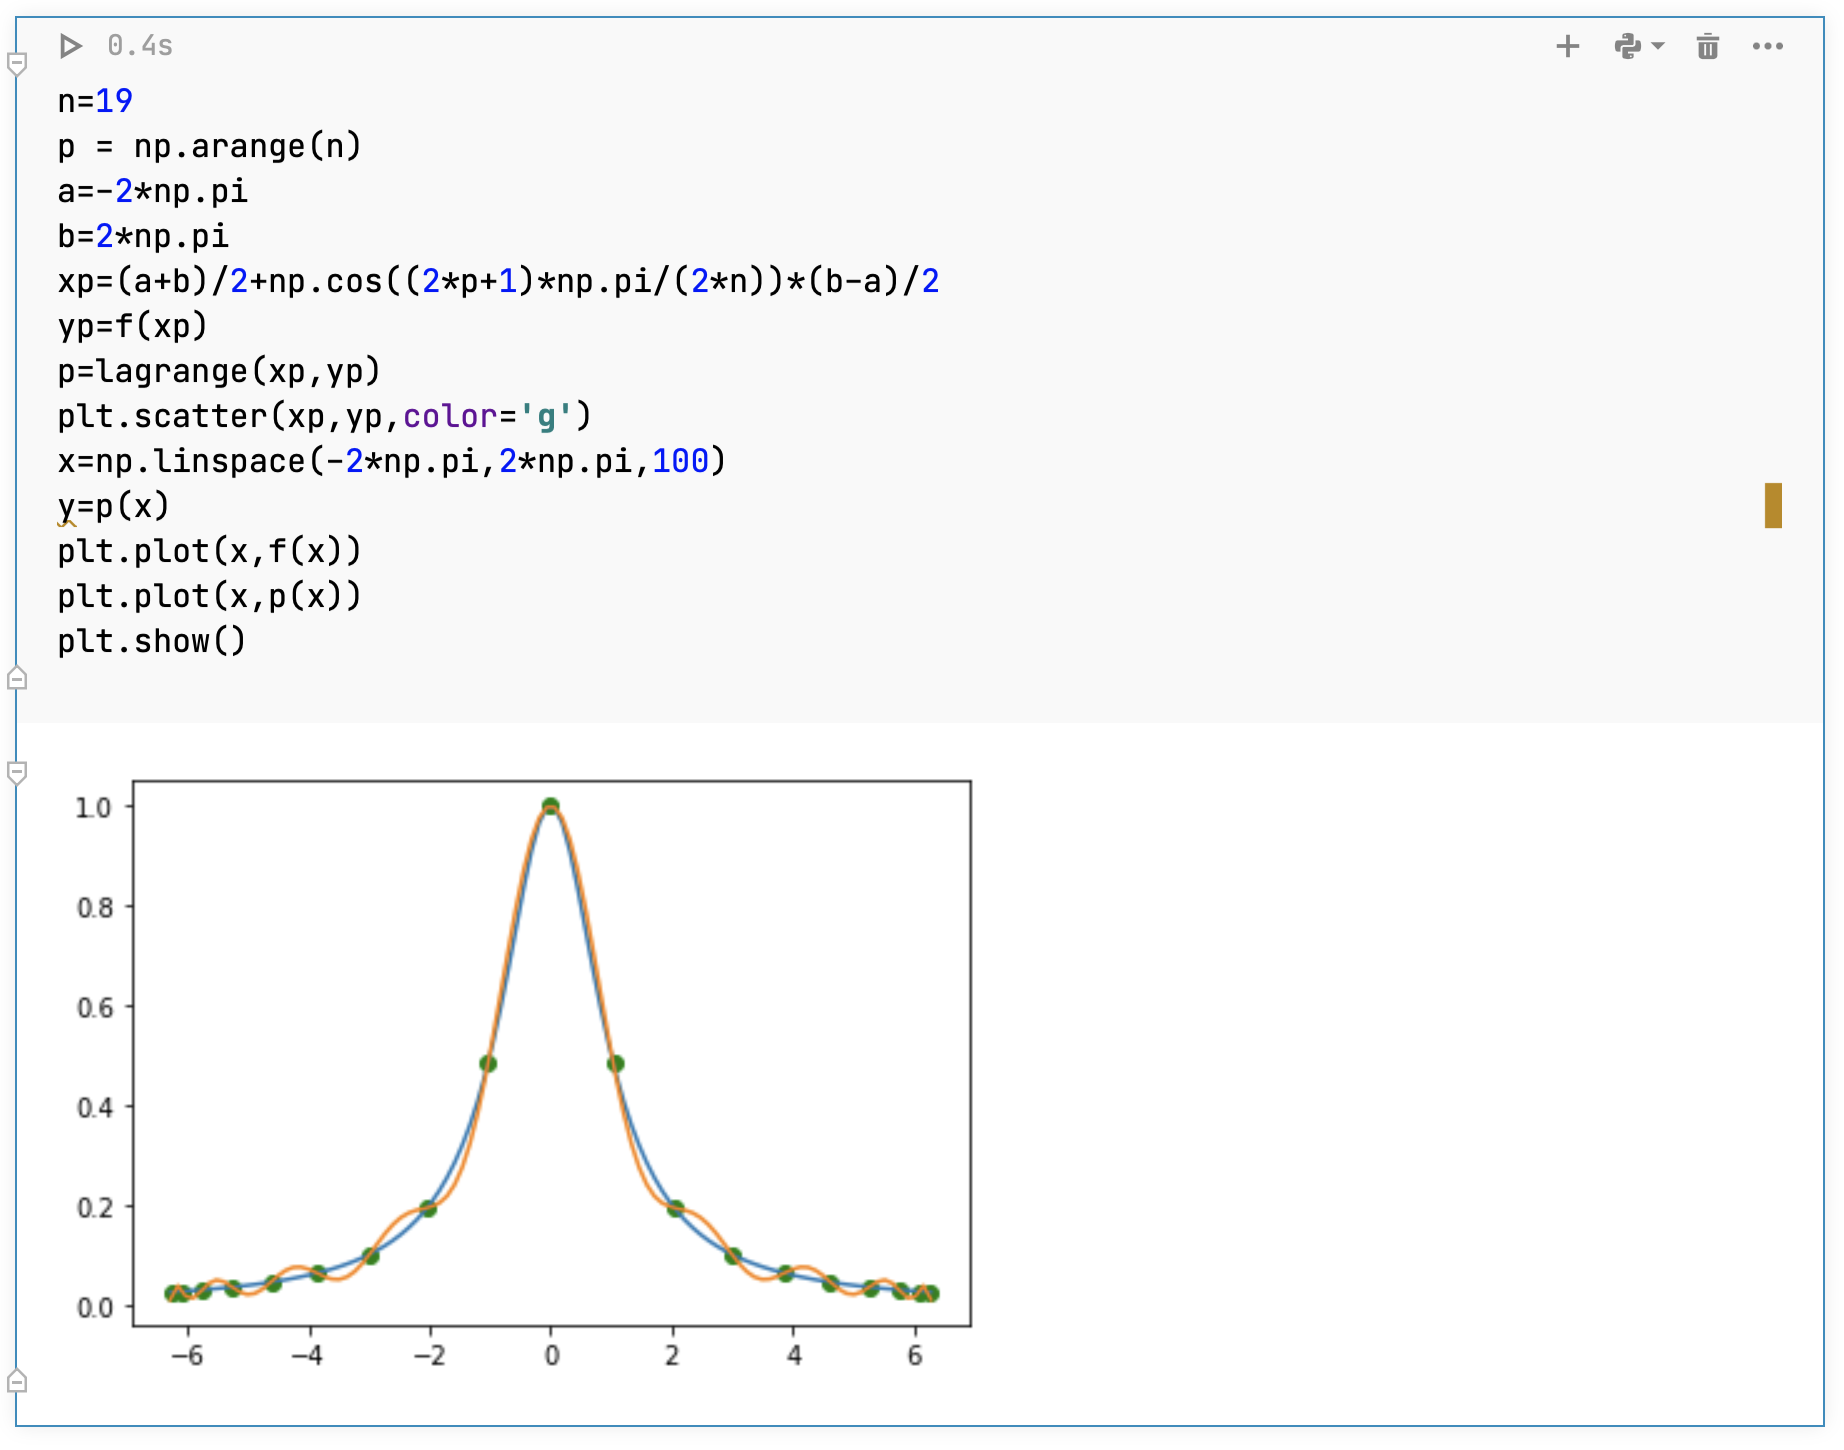 0.4s
n=19
p = np.arange(n)
a=-2*np.pi
b=2*np.pi
xp=(a+b)/2+np.cos((2*p+1)*np.pi/(2*n))*(b-a)/2
yp=f(xp)
p=lagrange(xp,yp)
plt.scatter(xp,yp,color='g')
x=np.linspace(-2*np.pi,2*np.pi,100)
y=p(x)
plt.plot(x,f(x))
plt.plot(x,p(x))
plt.show()
1.0
0.8
0.6
0.4
0.2
0.0
−6 −4 −2 0 2 4 6